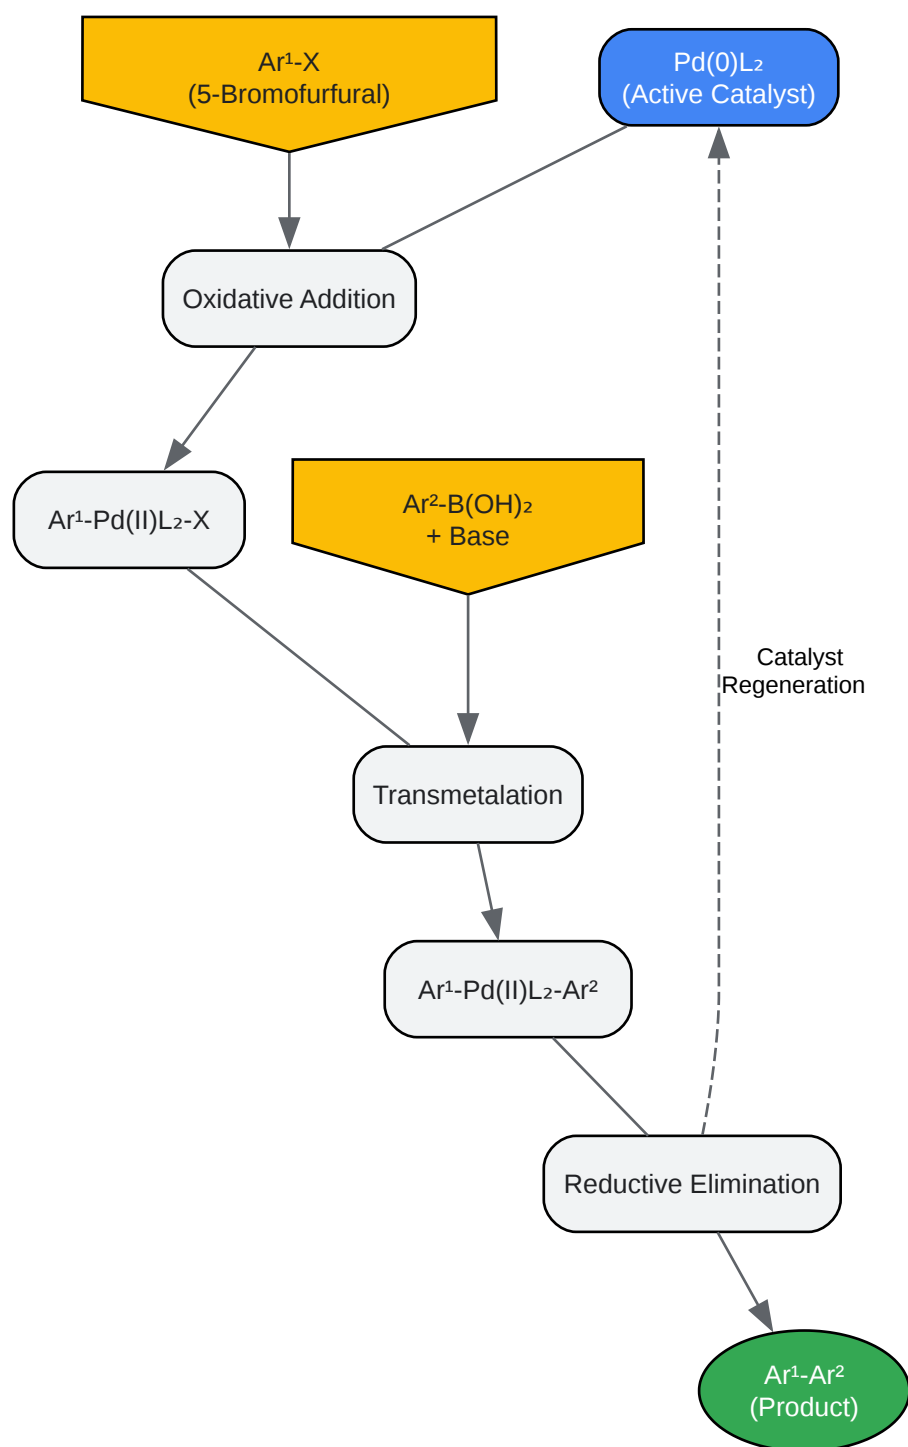 Ar¹-X
(5-Bromofurfural)
Pd(0)L₂
(Active Catalyst)
Oxidative Addition
Ar¹-Pd(II)L₂-X
Ar²-B(OH)₂
+ Base
Catalyst
Regeneration
Transmetalation
Ar¹-Pd(II)L₂-Ar²
Reductive Elimination
Ar¹-Ar²
(Product)